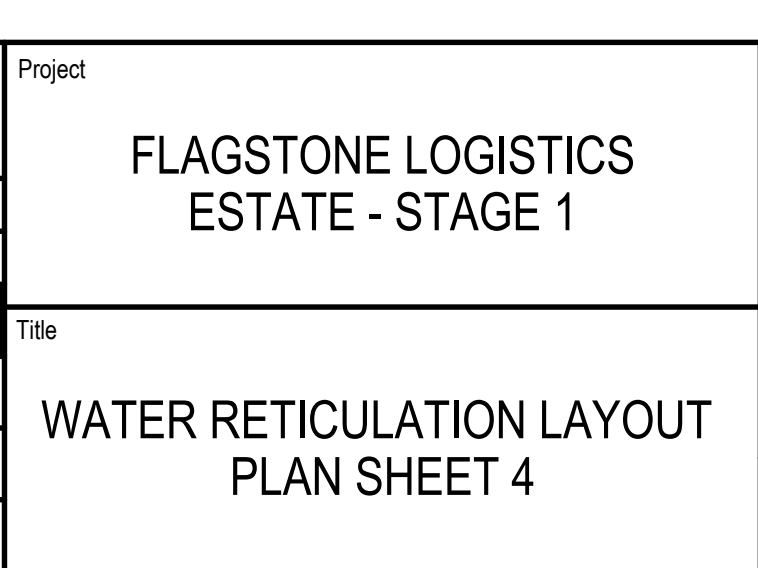 Project
FLAGSTONE LOGISTICS
ESTATE - STAGE 1
Title
WATER RETICULATION LAYOUT
PLAN SHEET 4